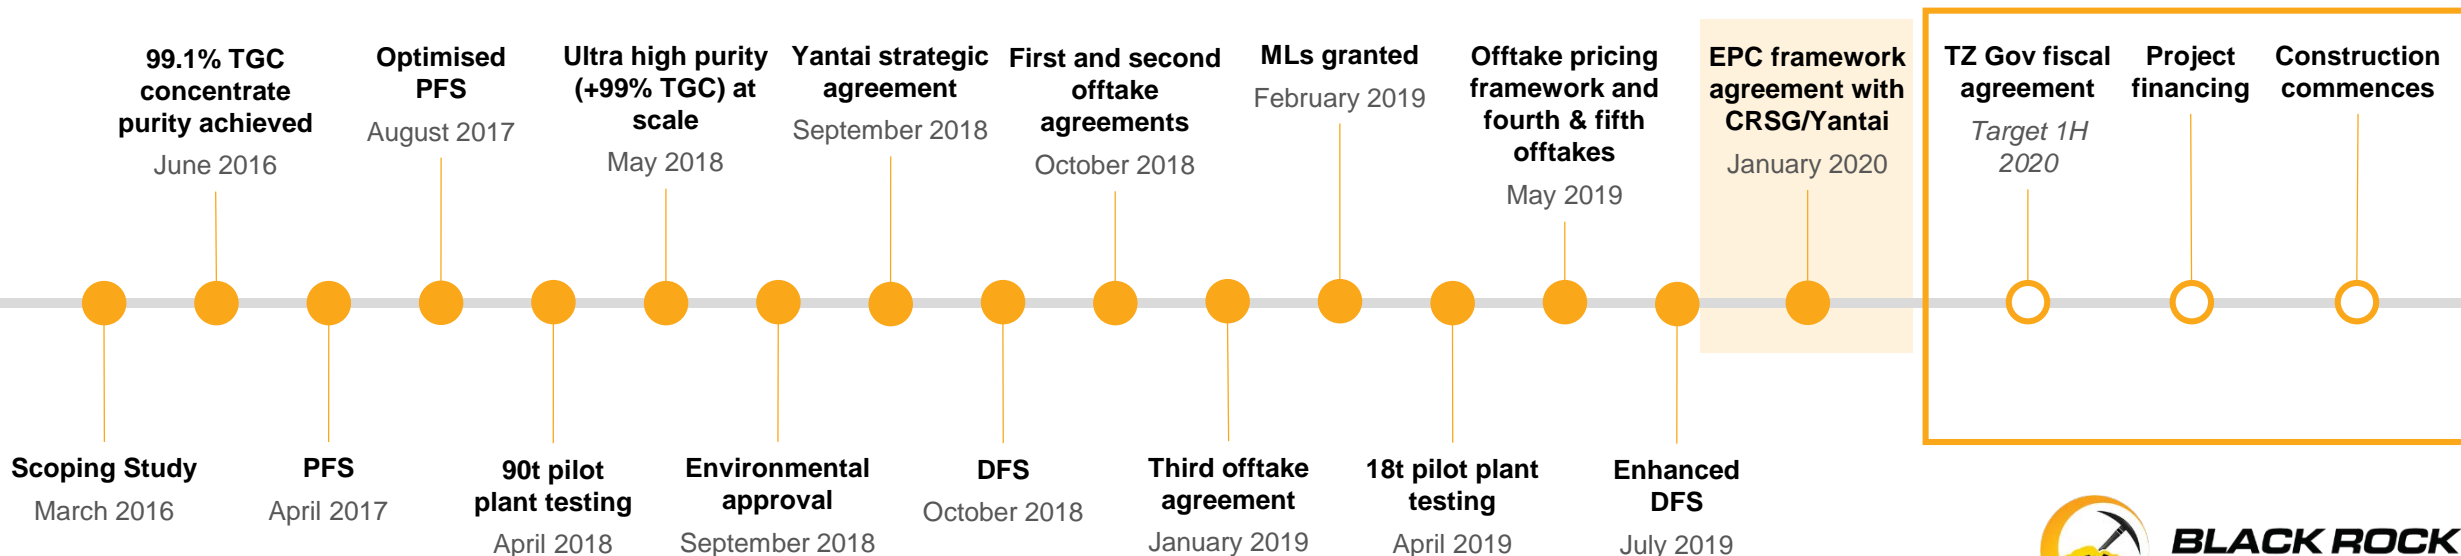 99.1% TGC
concentrate
purity achieved
June 2016
Optimised
PFS
August 2017
Ultra high purity
(+99% TGC) at
scale
May 2018
Yantai strategic
agreement
September 2018
First and second
offtake
agreements
October 2018
MLs granted
February 2019
Offtake pricing
framework and
fourth & fifth
offtakes
May 2019
EPC framework
agreement with
CRSG/Yantai
January 2020
TZ Gov fiscal
agreement
Target 1H
2020
Project
financing
Construction
commences
Scoping Study
March 2016
PFS
April 2017
90t pilot
plant testing
April 2018
Environmental
approval
September 2018
DFS
October 2018
Third offtake
agreement
January 2019
18t pilot plant
testing
April 2019
Enhanced
DFS
July 2019
BLACK ROCK